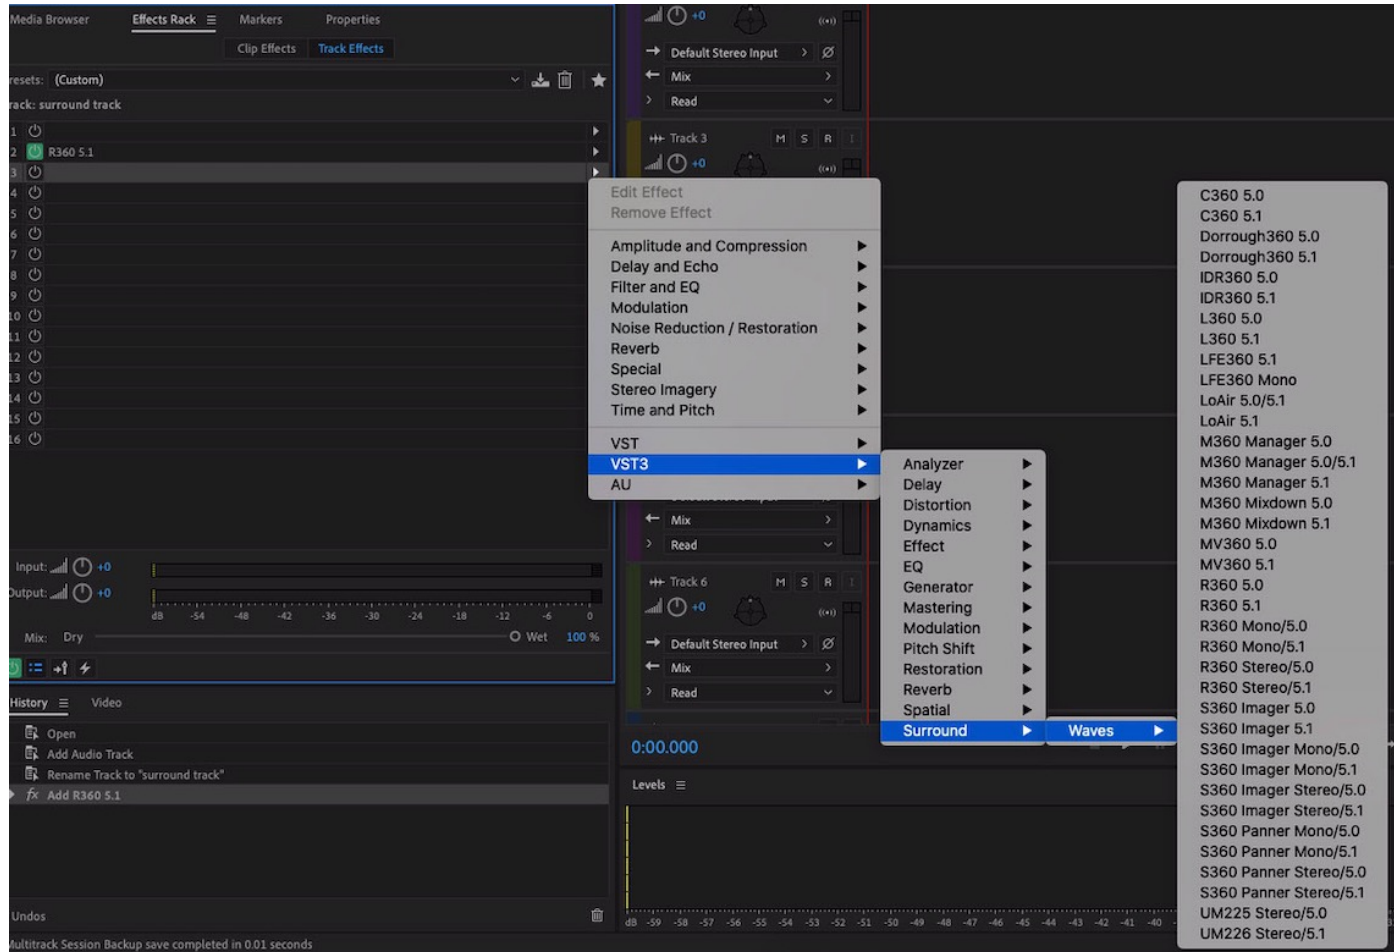 Media Browser
Effects Rack
Markers
Properties
Clip Effects
Track Effects
resets: (Custom)
rack: surround track
1
2 R360 5.1
3
4
5
6
7
8
9
10
11
12
13
14
15
16
Input: +0
Output: +0
dB -54 -48 -42 -36 -30 -24 -18 -12 -6 0
Mix: Dry Wet 100 %
History
Video
Open
Add Audio Track
Rename Track to "surround track"
fx Add R360 5.1
Undos
Multitrack Session Backup save completed in 0.01 seconds
+0
Default Stereo Input
Mix
Read
Track 3 M S R I
+0
Edit Effect
Remove Effect
Amplitude and Compression
Delay and Echo
Filter and EQ
Modulation
Noise Reduction / Restoration
Reverb
Special
Stereo Imagery
Time and Pitch
VST
VST3
AU
Mix
Read
Track 6 M S R I
+0
Default Stereo Input
Mix
Read
0:00.000
Levels
dB -59 -58 -57 -56 -55 -54 -53 -52 -51 -50 -49 -48 -47 -46 -45 -44 -43 -42 -41 -40
Analyzer
Delay
Distortion
Dynamics
Effect
EQ
Generator
Mastering
Modulation
Pitch Shift
Restoration
Reverb
Spatial
Surround
Waves
C360 5.0
C360 5.1
Dorrough360 5.0
Dorrough360 5.1
IDR360 5.0
IDR360 5.1
L360 5.0
L360 5.1
LFE360 5.1
LFE360 Mono
LoAir 5.0/5.1
LoAir 5.1
M360 Manager 5.0
M360 Manager 5.0/5.1
M360 Manager 5.1
M360 Mixdown 5.0
M360 Mixdown 5.1
MV360 5.0
MV360 5.1
R360 5.0
R360 5.1
R360 Mono/5.0
R360 Mono/5.1
R360 Stereo/5.0
R360 Stereo/5.1
S360 Imager 5.0
S360 Imager 5.1
S360 Imager Mono/5.0
S360 Imager Mono/5.1
S360 Imager Stereo/5.0
S360 Imager Stereo/5.1
S360 Panner Mono/5.0
S360 Panner Mono/5.1
S360 Panner Stereo/5.0
S360 Panner Stereo/5.1
UM225 Stereo/5.0
UM226 Stereo/5.1